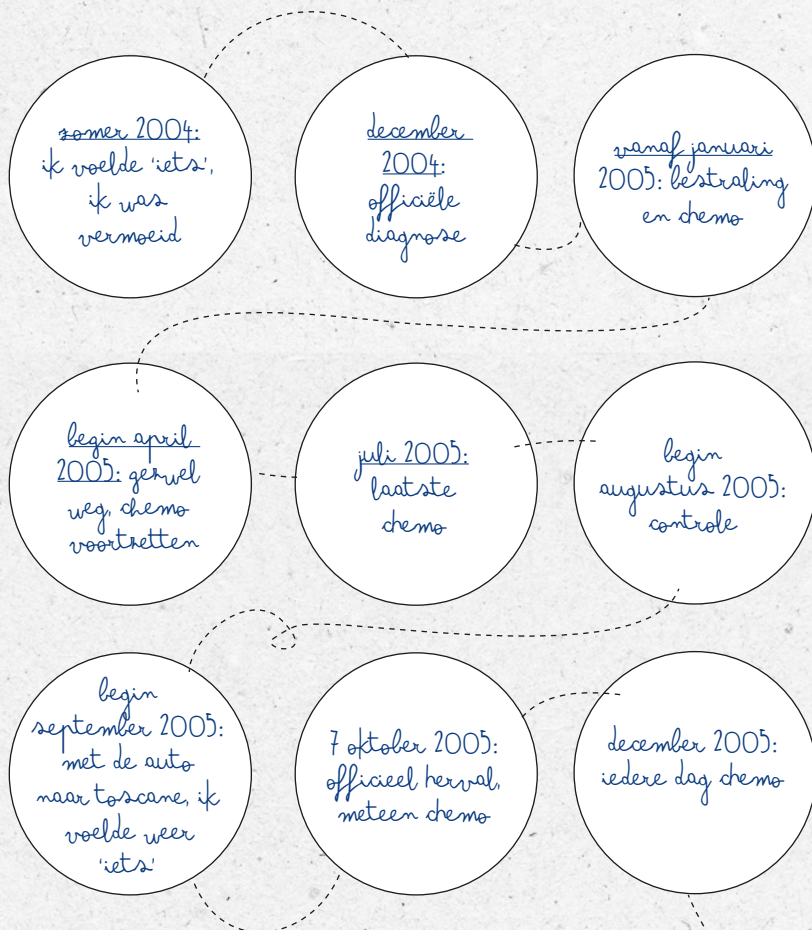 zomer 2004:
ik voelde 'iets',
ik was
vermoeid
december
2004:
officiële
diagnose
vanaf januari
2005: bestraling
en chemo
begin april
2005: gezwel
weg, chemo
voortzetten
juli 2005:
laatste
chemo
begin
augustus 2005:
controle
begin
september 2005:
met de auto
naar toscane, ik
voelde weer
'iets'
7 oktober 2005:
officieel herval,
meteen chemo
december 2005:
iedere dag chemo